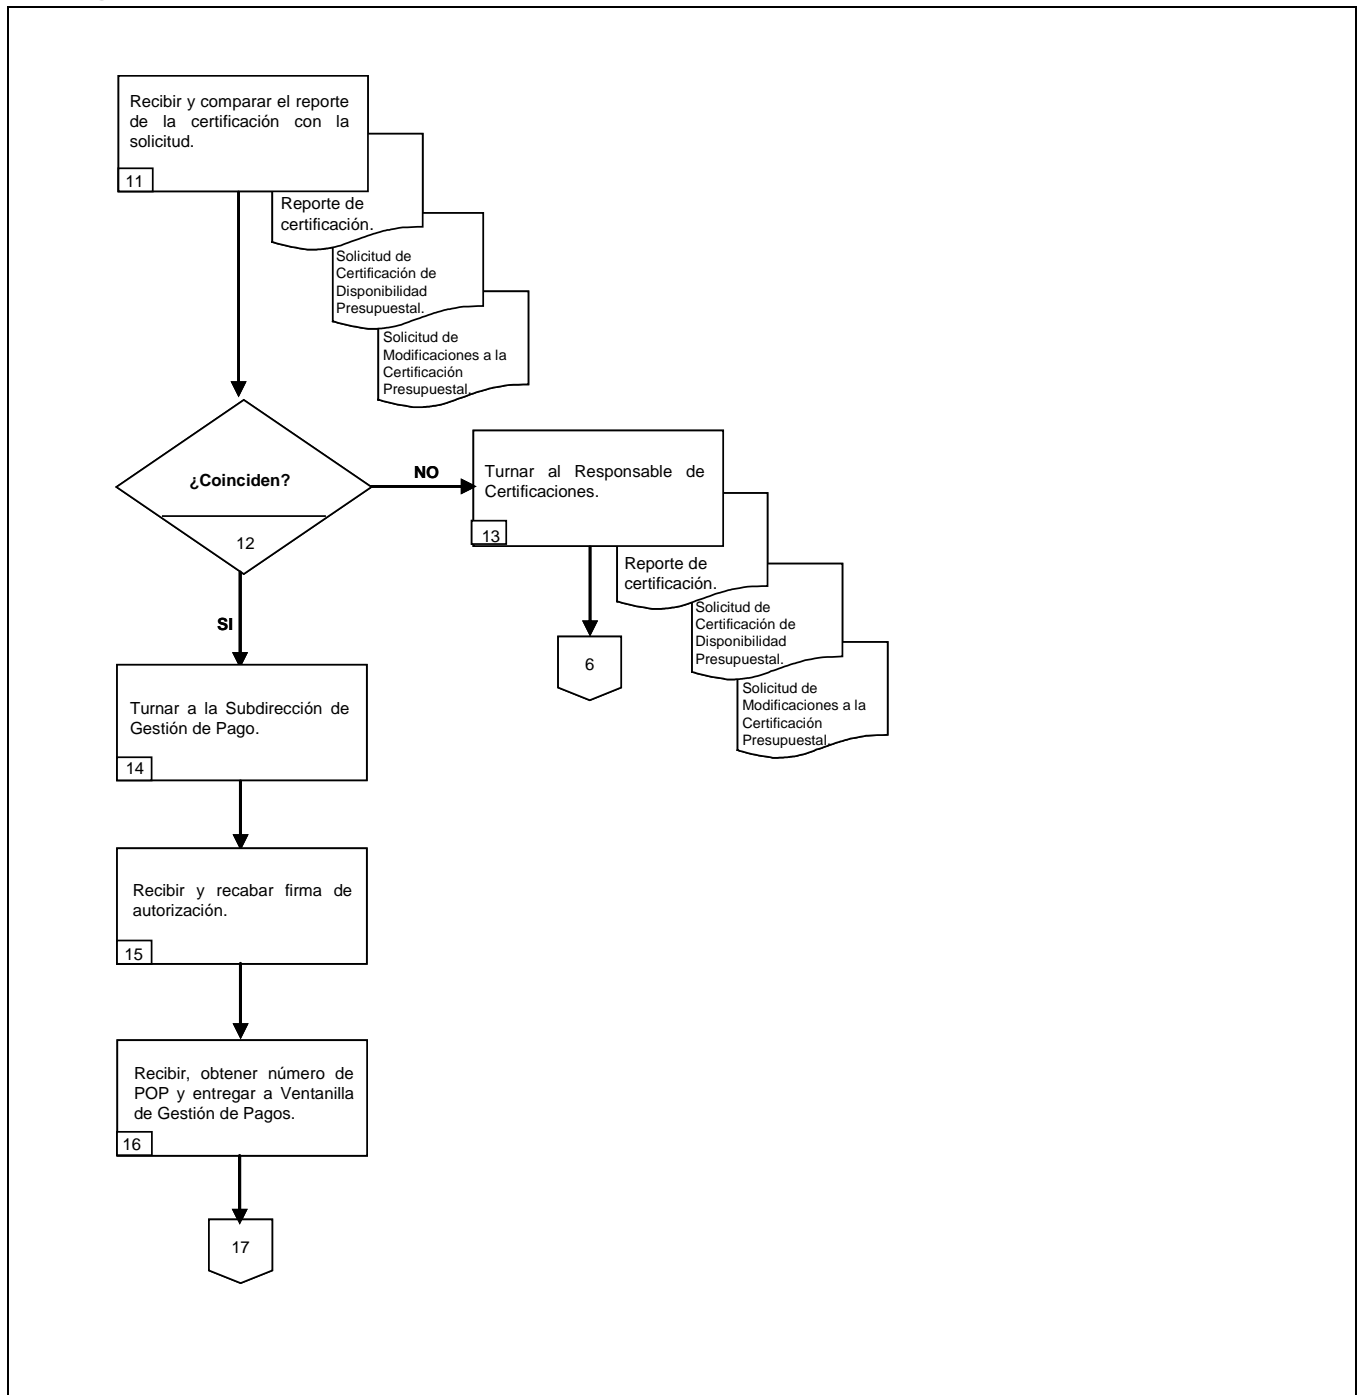 Recibir y comparar el reporte
de la certificación con la
solicitud.
11
Reporte de
certificación.
Solicitud de
Certificación de
Disponibilidad
Presupuestal.
Solicitud de
Modificaciones a la
Certificación
Presupuestal.
¿Coinciden?
12
NO
Turnar al Responsable de
Certificaciones.
13
Reporte de
certificación.
Solicitud de
Certificación de
Disponibilidad
Presupuestal.
Solicitud de
Modificaciones a la
Certificación
Presupuestal.
6
SI
Turnar a la Subdirección de
Gestión de Pago.
14
Recibir y recabar firma de
autorización.
15
Recibir, obtener número de
POP y entregar a Ventanilla
de Gestión de Pagos.
16
17